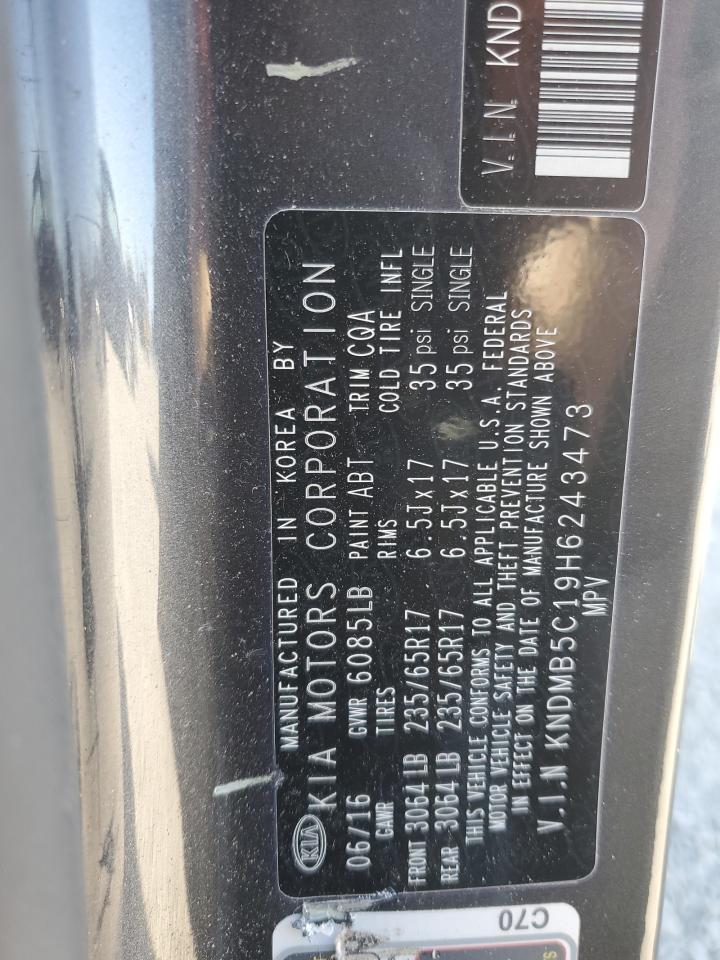 MANUFACTURED IN KOREA BY
KIA KIA MOTORS CORPORATION
06/16 GVWR 6085LB PAINT ABT TRIM CQA
GAWR TIRES RIMS COLD TIRE INFL
FRONT 3064LB 235/65R17 6.5Jx17 35psi SINGLE
REAR 3064LB 235/65R17 6.5Jx17 35psi SINGLE
THIS VEHICLE CONFORMS TO ALL APPLICABLE U.S.A. FEDERAL
MOTOR VEHICLE SAFETY AND THEFT PREVENTION STANDARDS
IN EFFECT ON THE DATE OF MANUFACTURE SHOWN ABOVE
V.I.N KNDMB5C19H6243473
MPV
V.I.N. KND
C70